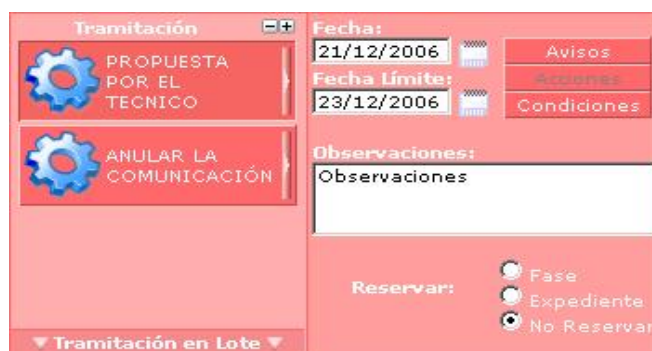 Tramitación
PROPUESTA
POR EL
TECNICO
ANULAR LA
COMUNICACIÓN
Tramitación en Lote
Fecha:
21/12/2006
Fecha Límite:
23/12/2006
Avisos
Acciones
Condiciones
Observaciones:
Observaciones
Reservar:
Fase
Expediente
No Reservar